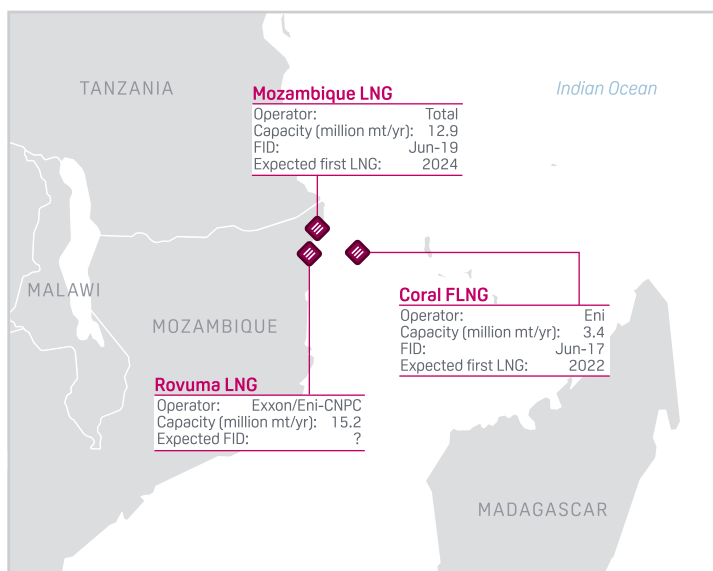 TANZANIA
Indian Ocean
Mozambique LNG
Operator: Total
Capacity (million mt/yr): 12.9
FID: Jun-19
Expected first LNG: 2024
MALAWI
MOZAMBIQUE
Coral FLNG
Operator: Eni
Capacity (million mt/yr): 3.4
FID: Jun-17
Expected first LNG: 2022
Rovuma LNG
Operator: Exxon/Eni-CNPC
Capacity (million mt/yr): 15.2
Expected FID: ?
MADAGASCAR